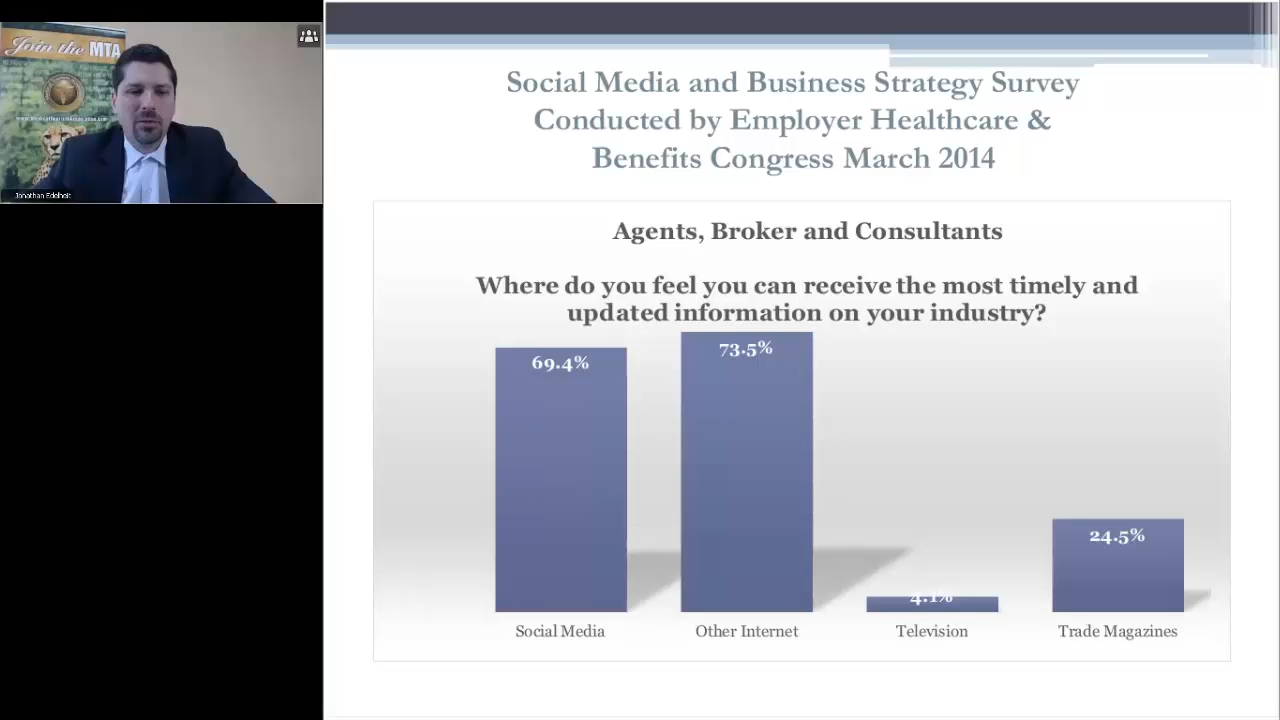 Join the MTA
Jonathan Edelheit
Social Media and Business Strategy Survey
Conducted by Employer Healthcare &
Benefits Congress March 2014
Agents, Broker and Consultants
Where do you feel you can receive the most timely and
updated information on your industry?
69.4%
73.5%
4.1%
24.5%
Social Media
Other Internet
Television
Trade Magazines